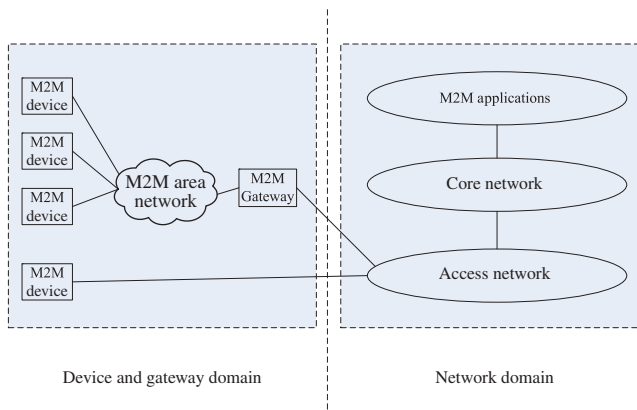 M2M
device
M2M
device
M2M
device
M2M
device
M2M area
network
M2M
Gateway
M2M applications
Core network
Access network
Device and gateway domain
Network domain